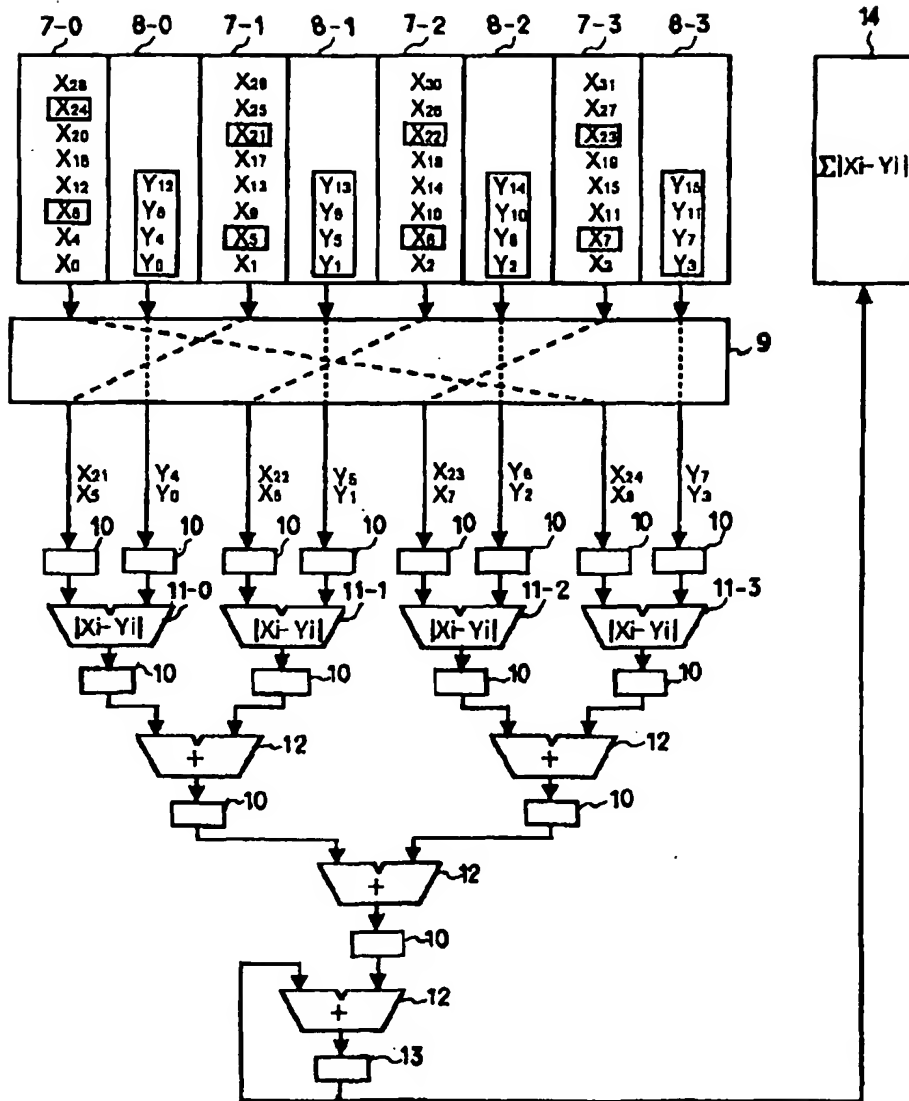 7-0 8-0 7-1 8-1 7-2 8-2 7-3 8-3 14
X28 X29 X30 X31
X24 X25 X26 X27
X20 X21 X22 X23
X16 X17 X18 X19
X12 Y12 X13 Y13 X14 Y14 X15 Y15
X8 Y8 X9 X10 Y10 X11 Y11
X4 Y4 X5 Y5 X6 Y6 X7 Y7
X0 Y0 X1 Y1 X2 Y2 X3 Y3
Σ|Xi-Yi|
9
X21 Y4 X22 Y5 X23 Y6 X24 Y7
X5 Y0 X6 Y1 X7 Y2 X8 Y3
10 10 10 10 10 10 10 10
11-0 11-1 11-2 11-3
|Xi-Yi| |Xi-Yi| |Xi-Yi| |Xi-Yi|
10 10 10 10
+ 12 + 12
10 10
+ 12
10
+ 12
13